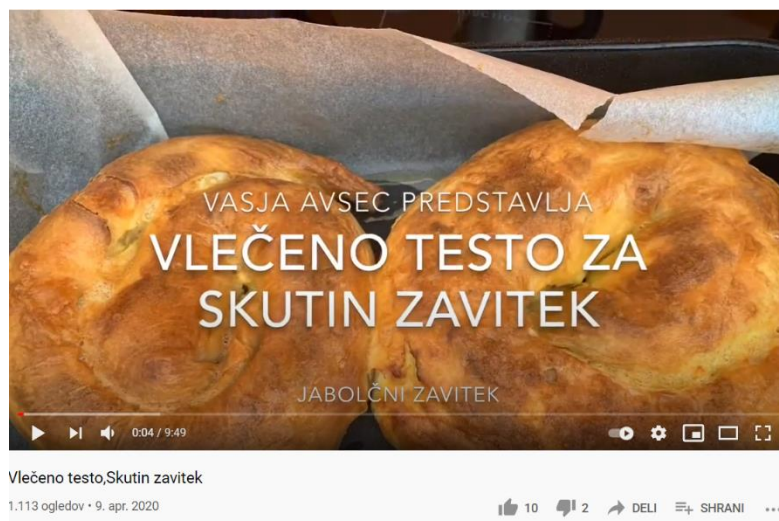 VASJA AVSEC PREDSTAVLJA
VLEČENO TESTO ZA
SKUTIN ZAVITEK
JABOLČNI ZAVITEK
0:04 / 9:49
Vlečeno testo,Skutin zavitek
1.113 ogledov • 9. apr. 2020
10
2
DELI
SHRANI